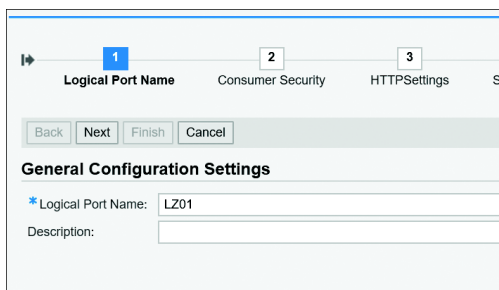 1 2 3
Logical Port Name Consumer Security HTTPSettings S
Back Next Finish Cancel
General Configuration Settings
* Logical Port Name: LZ01
Description: